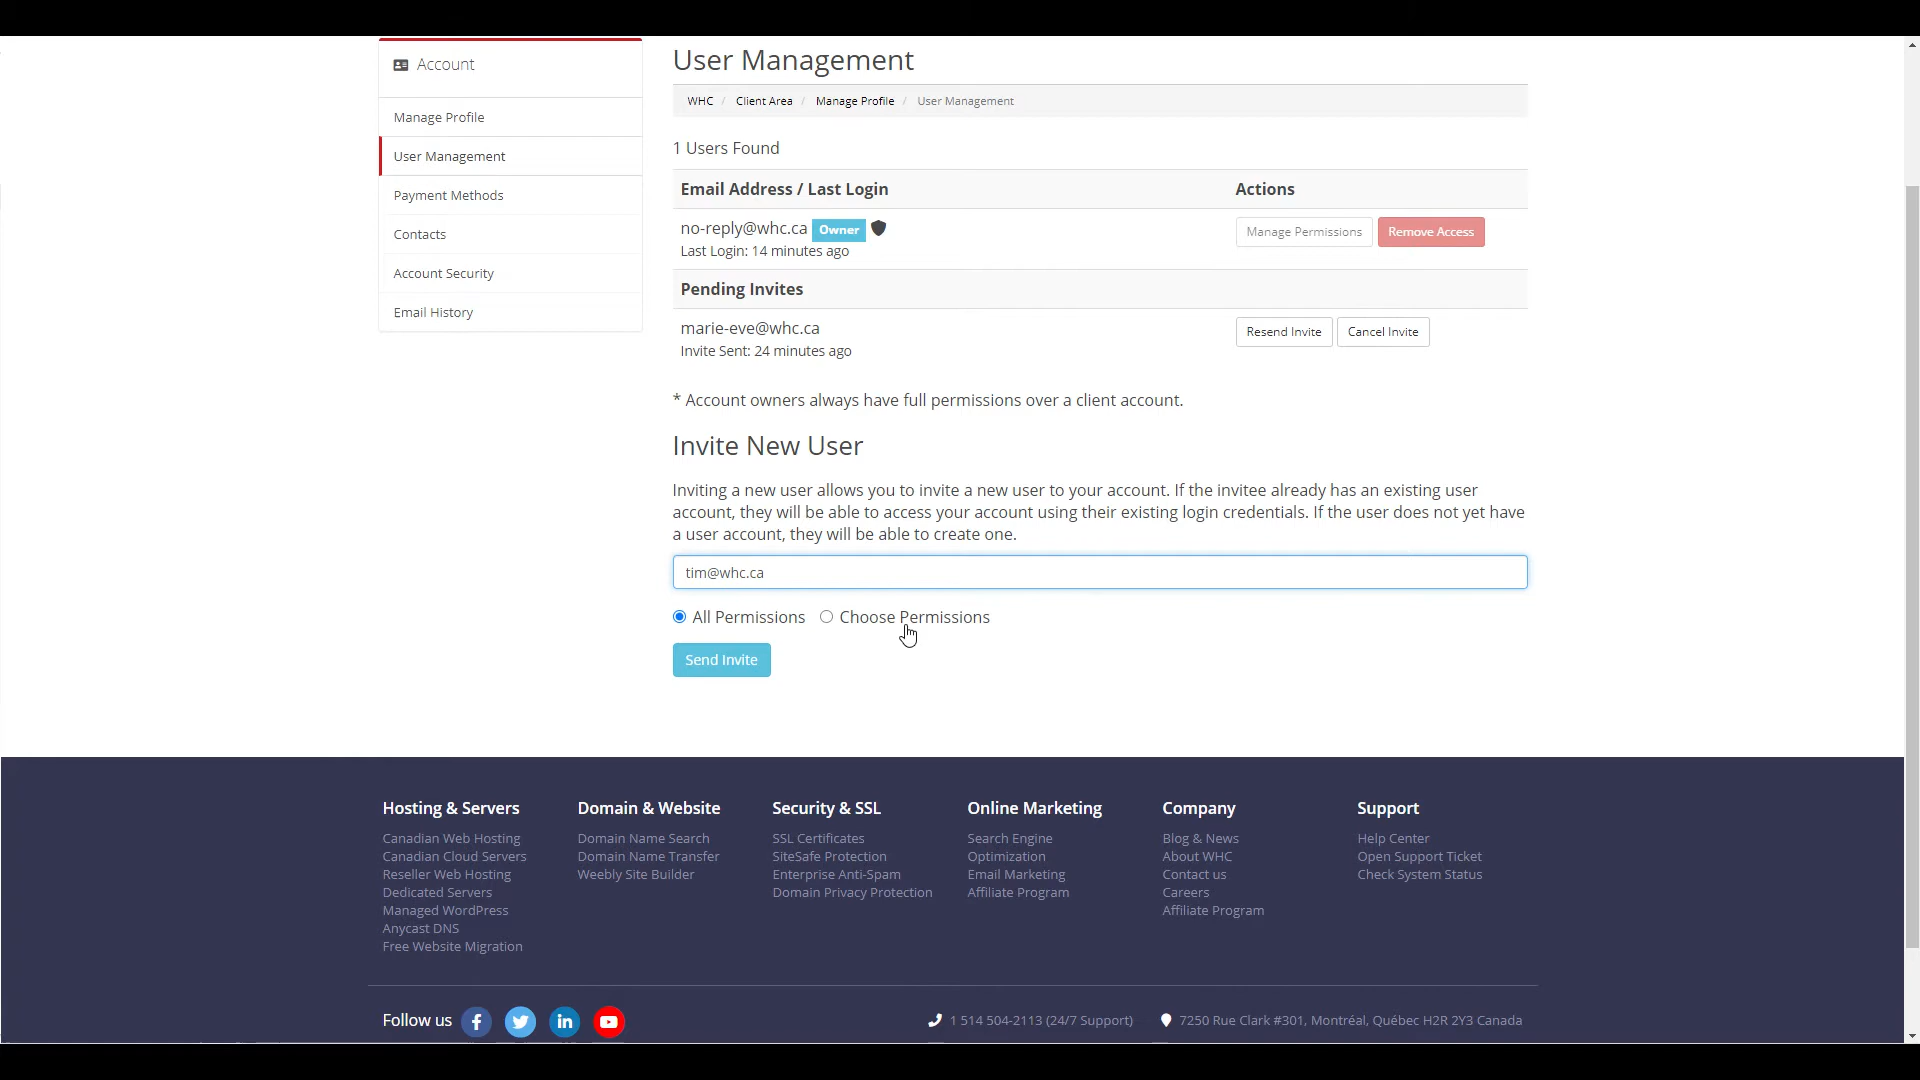 Account
Manage Profile
User Management
Payment Methods
Contacts
Account Security
Email History
User Management
WHC / Client Area / Manage Profile / User Management
1 Users Found
Email Address / Last Login Actions
no-reply@whc.ca Owner Manage Permissions Remove Access
Last Login: 14 minutes ago
Pending Invites
marie-eve@whc.ca Resend Invite Cancel Invite
Invite Sent: 24 minutes ago
* Account owners always have full permissions over a client account.
Invite New User
Inviting a new user allows you to invite a new user to your account. If the invitee already has an existing user
account, they will be able to access your account using their existing login credentials. If the user does not yet have
a user account, they will be able to create one.
tim@whc.ca
All Permissions Choose Permissions
Send Invite
Hosting & Servers
Canadian Web Hosting
Canadian Cloud Servers
Reseller Web Hosting
Dedicated Servers
Managed WordPress
Anycast DNS
Free Website Migration
Domain & Website
Domain Name Search
Domain Name Transfer
Weebly Site Builder
Security & SSL
SSL Certificates
SiteSafe Protection
Enterprise Anti-Spam
Domain Privacy Protection
Online Marketing
Search Engine
Optimization
Email Marketing
Affiliate Program
Company
Blog & News
About WHC
Contact us
Careers
Affiliate Program
Support
Help Center
Open Support Ticket
Check System Status
Follow us
1 514 504-2113 (24/7 Support)
7250 Rue Clark #301, Montréal, Québec H2R 2Y3 Canada